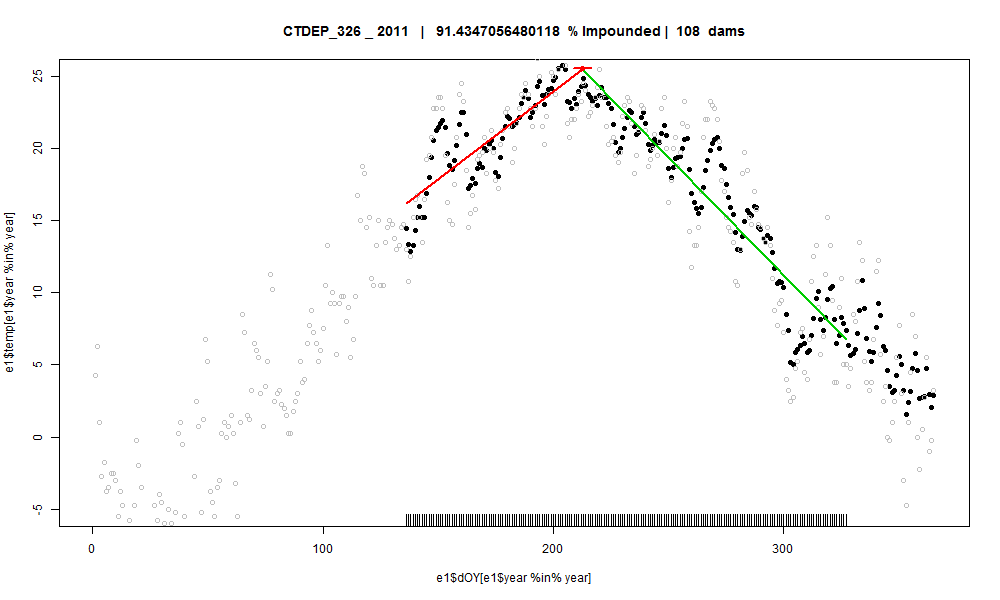 CTDEP_326 _ 2011 | 91.4347056480118 % Impounded | 108 dams
e1$temp[e1$year %in% year]
25
20
15
10
5
0
-5
0 100 200 300
e1$dOY[e1$year %in% year]